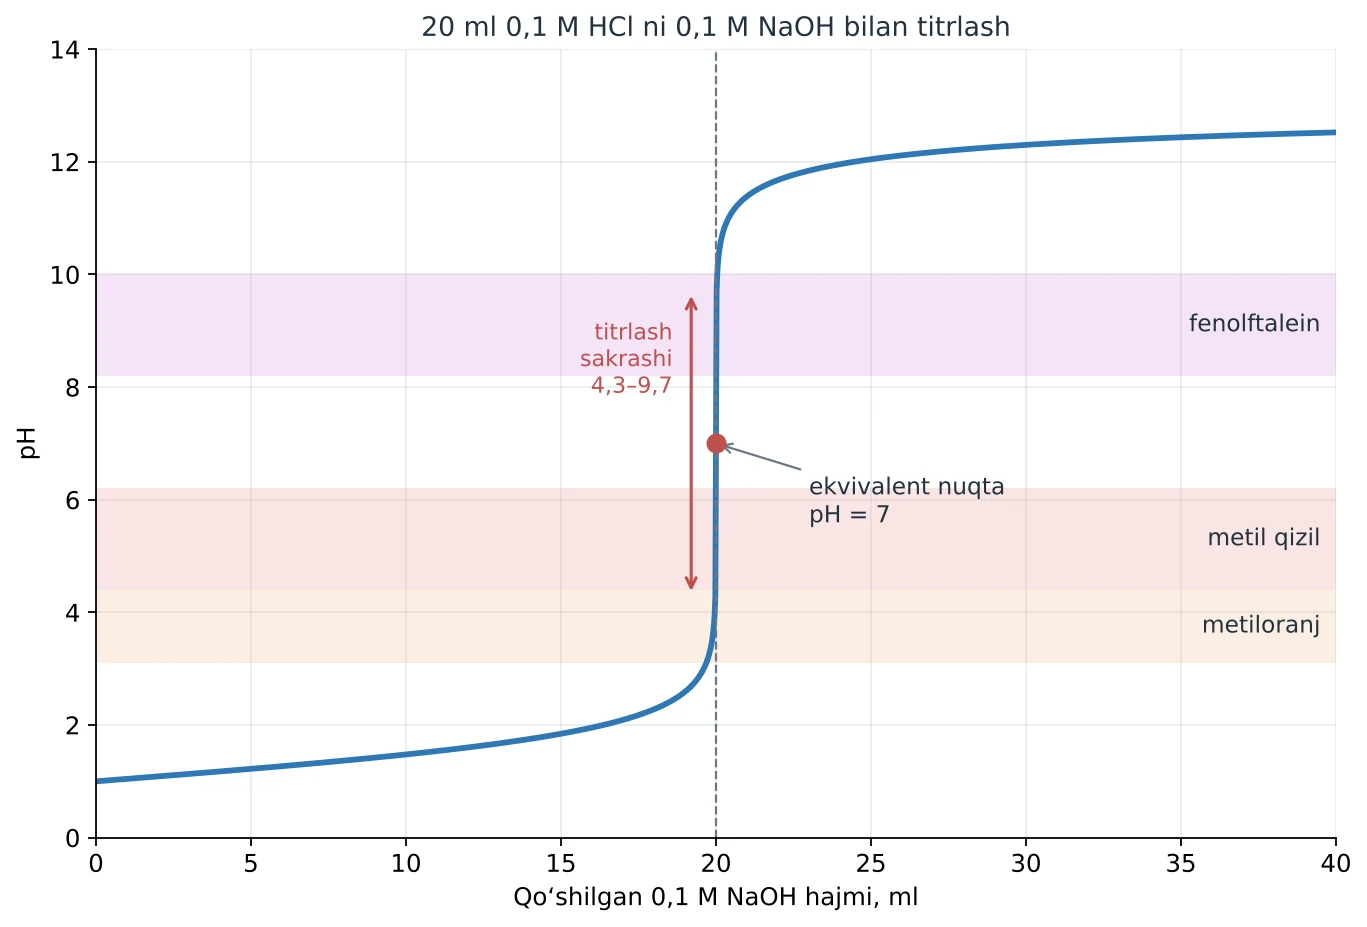 20 ml 0,1 M HCl ni 0,1 M NaOH bilan titrlash
14
12
10
8
6
4
2
0
pH
fenolftalein
titrlash
sakrashi
4,3–9,7
ekvivalent nuqta
pH = 7
metil qizil
metiloranj
0 5 10 15 20 25 30 35 40
Qo‘shilgan 0,1 M NaOH hajmi, ml